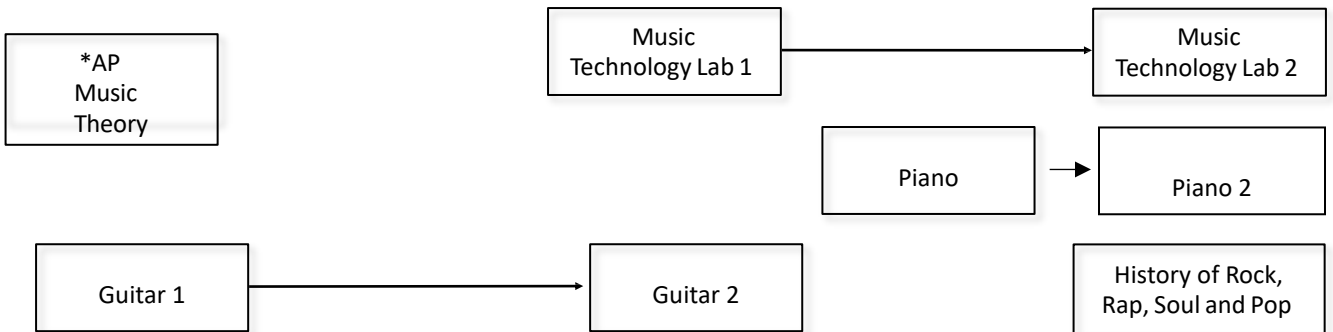 *AP
Music
Theory
Music
Technology Lab 1
Music
Technology Lab 2
Piano
Piano 2
Guitar 1
Guitar 2
History of Rock,
Rap, Soul and Pop